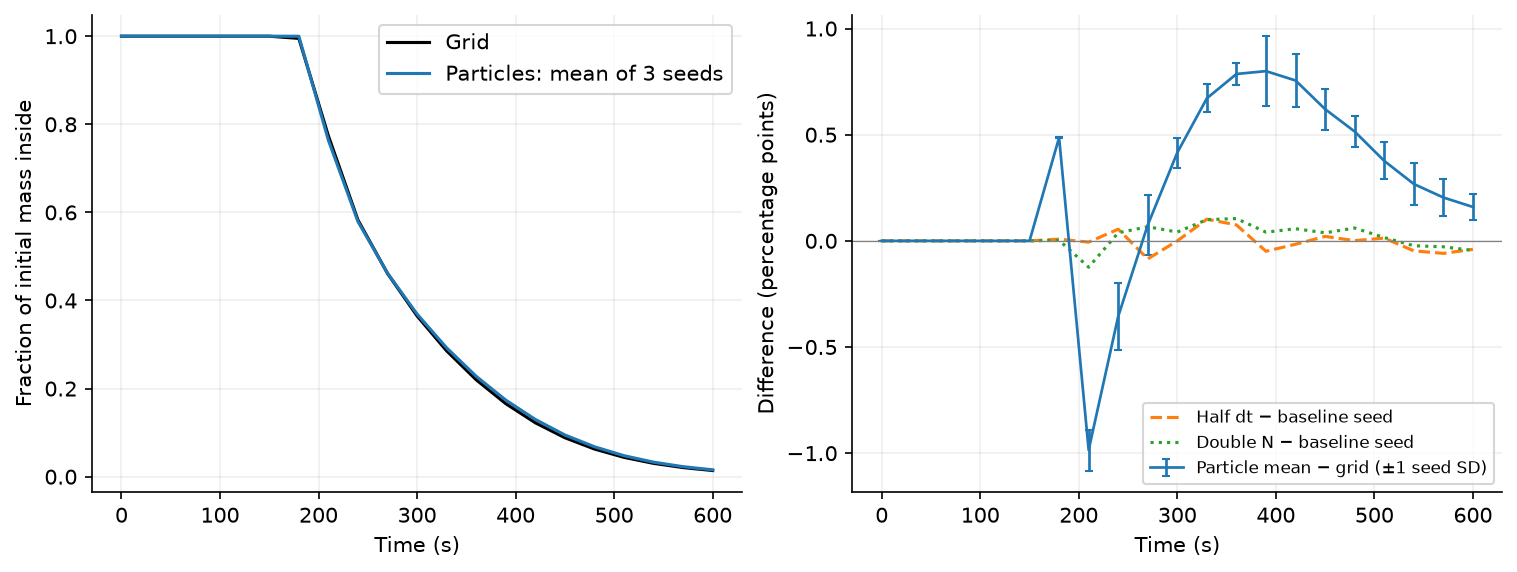 Fraction of initial mass inside
1.0
0.8
0.6
0.4
0.2
0.0
Grid
Particles: mean of 3 seeds
0 100 200 300 400 500 600
Time (s)
Difference (percentage points)
1.0
0.5
0.0
−0.5
−1.0
Half dt − baseline seed
Double N − baseline seed
Particle mean − grid (±1 seed SD)
0 100 200 300 400 500 600
Time (s)